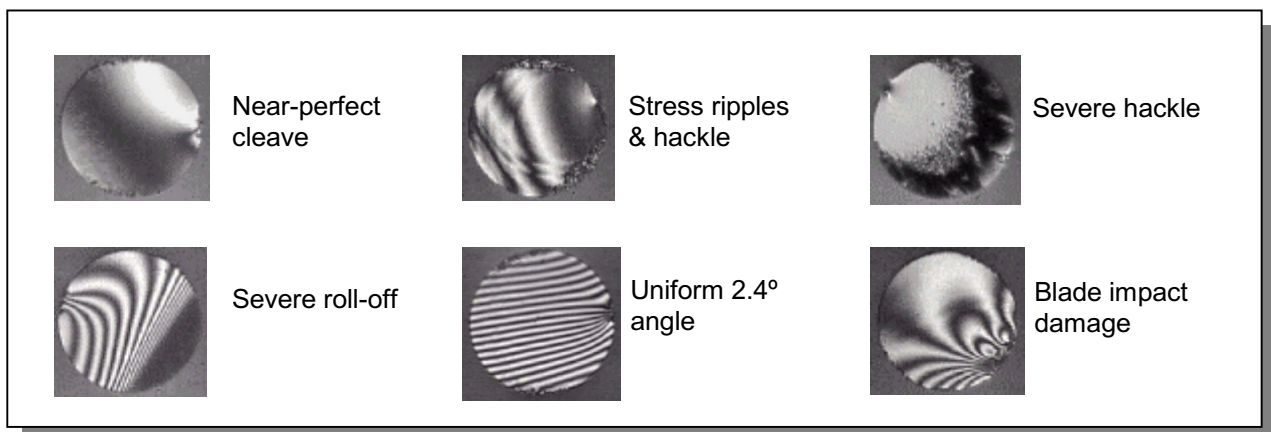 Near-perfect
cleave
Stress ripples
& hackle
Severe hackle
Severe roll-off
Uniform 2.4º
angle
Blade impact
damage